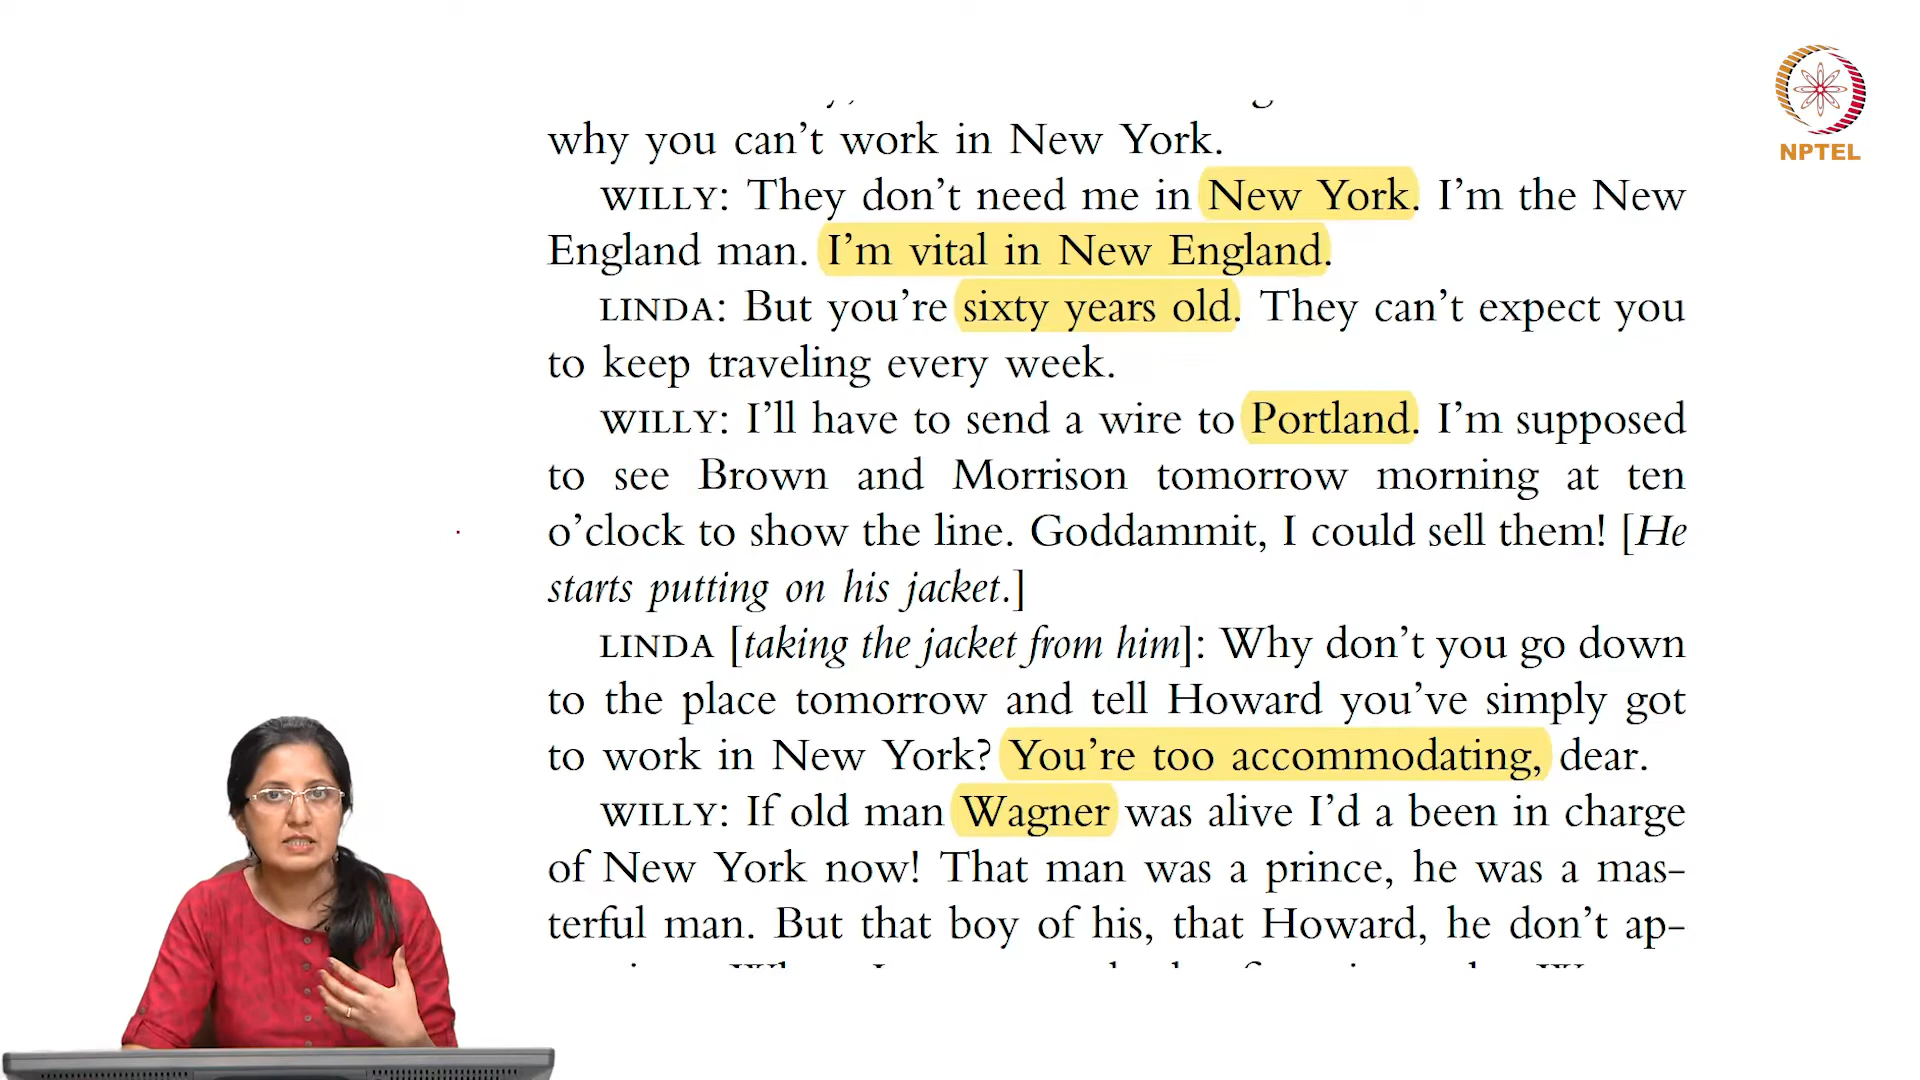 NPTEL
why you can't work in New York.
WILLY: They don't need me in New York. I'm the New
England man. I'm vital in New England.
LINDA: But you're sixty years old. They can't expect you
to keep traveling every week.
WILLY: I'll have to send a wire to Portland. I'm supposed
to see Brown and Morrison tomorrow morning at ten
o'clock to show the line. Goddammit, I could sell them! [He
starts putting on his jacket.]
LINDA [taking the jacket from him]: Why don't you go down
to the place tomorrow and tell Howard you've simply got
to work in New York? You're too accommodating, dear.
WILLY: If old man Wagner was alive I'd a been in charge
of New York now! That man was a prince, he was a mas-
terful man. But that boy of his, that Howard, he don't ap-